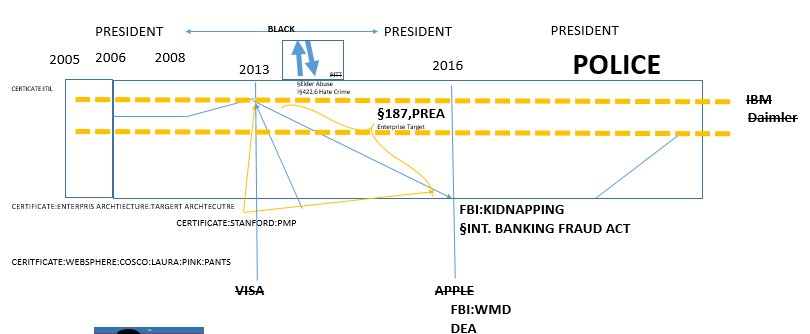 PRESIDENT
BLACK
PRESIDENT
PRESIDENT
2005
2006
2008
2013
2016
POLICE
PITT
§Elder Abuse
!§422.6 Hate Crime
CERTICATE:ITIL
§187,PREA
Enterprise Target
IBM
Daimler
CERTIFICATE:ENTERPRIS ARCHTIECTURE:TARGERT ARCHTECUTRE
CERTIFICATE:STANFORD:PMP
FBI:KIDNAPPING
§INT. BANKING FRAUD ACT
CERITFICATE:WEBSPHERE:COSCO:LAURA:PINK:PANTS
VISA
APPLE
FBI:WMD
DEA